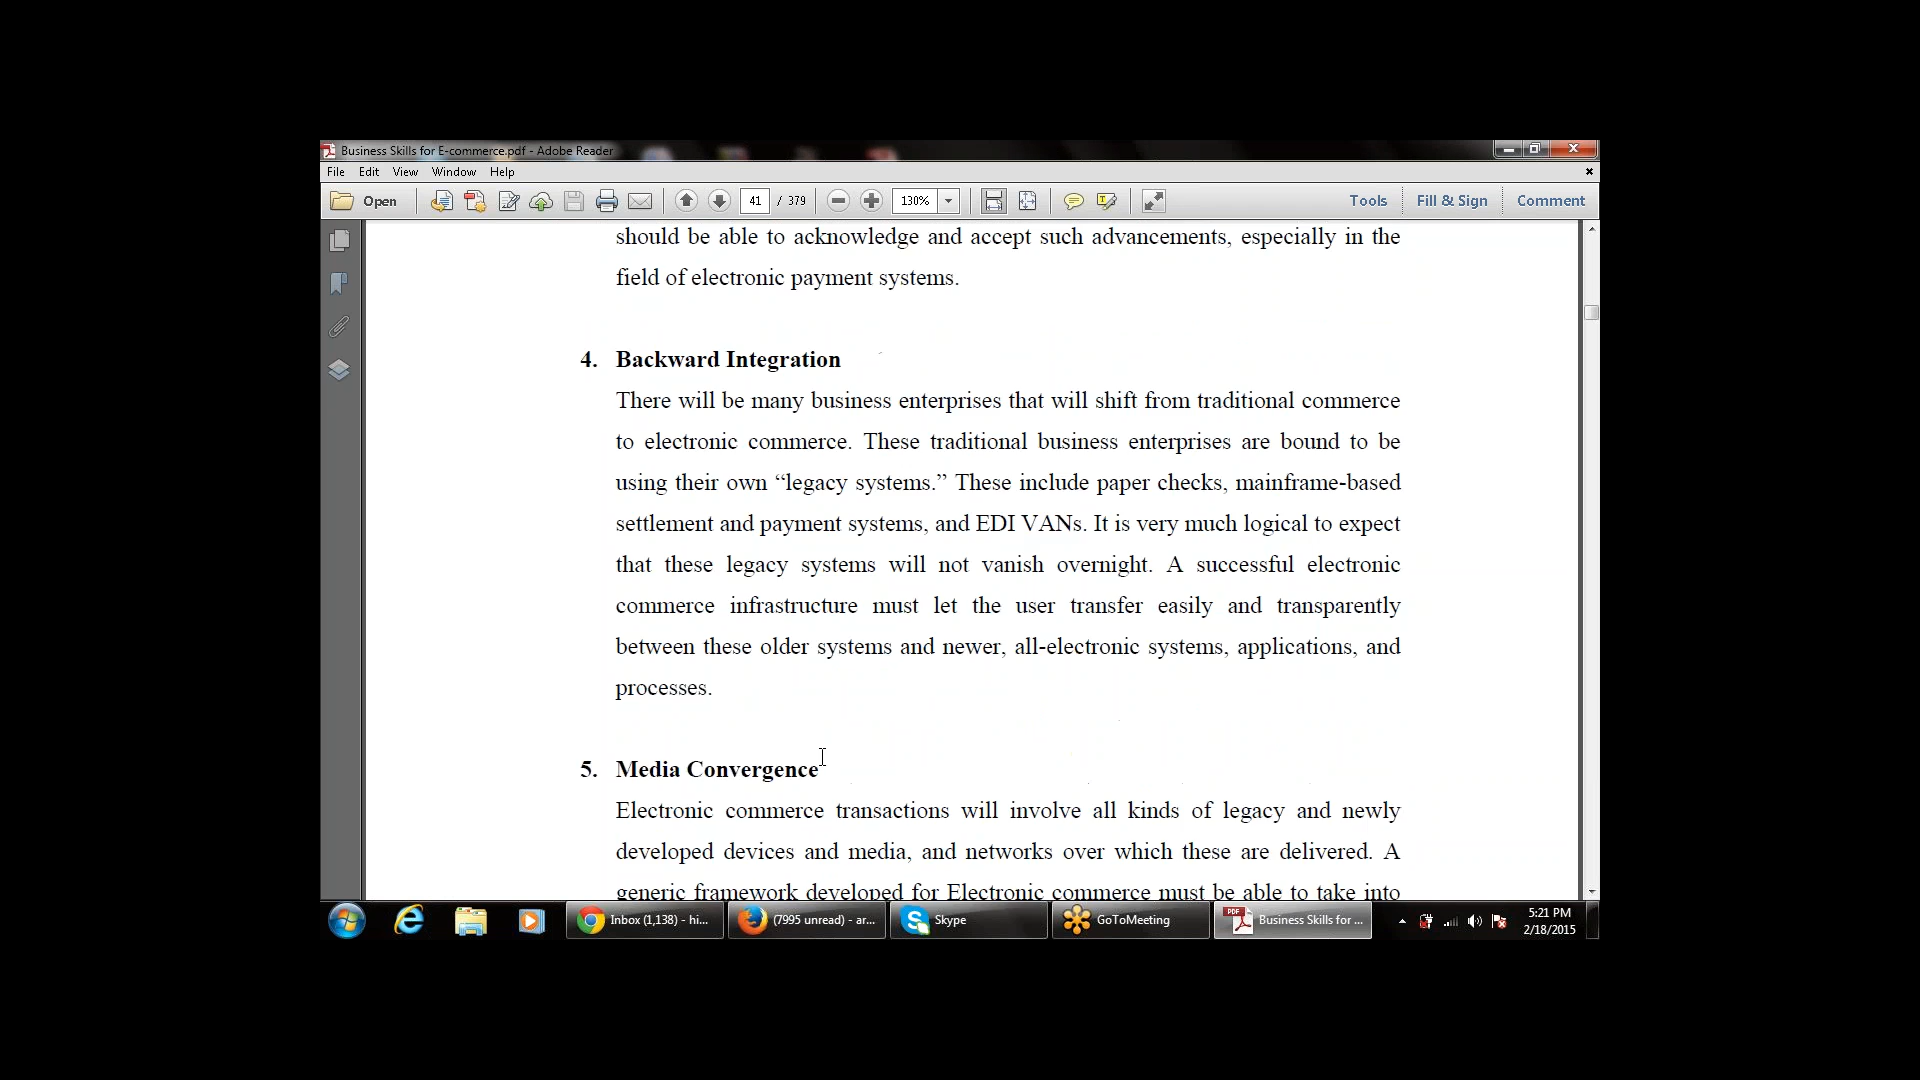 Business Skills for E-commerce.pdf - Adobe Reader
File Edit View Window Help
Open 41 / 379 130% Tools Fill & Sign Comment
should be able to acknowledge and accept such advancements, especially in the
field of electronic payment systems.
4. Backward Integration
There will be many business enterprises that will shift from traditional commerce
to electronic commerce. These traditional business enterprises are bound to be
using their own “legacy systems.” These include paper checks, mainframe-based
settlement and payment systems, and EDI VANs. It is very much logical to expect
that these legacy systems will not vanish overnight. A successful electronic
commerce infrastructure must let the user transfer easily and transparently
between these older systems and newer, all-electronic systems, applications, and
processes.
5. Media Convergence
Electronic commerce transactions will involve all kinds of legacy and newly
developed devices and media, and networks over which these are delivered. A
generic framework developed for Electronic commerce must be able to take into
Inbox (1,138) - hi... (7995 unread) - ar... Skype GoToMeeting PDF Business Skills for ... 5:21 PM
2/18/2015